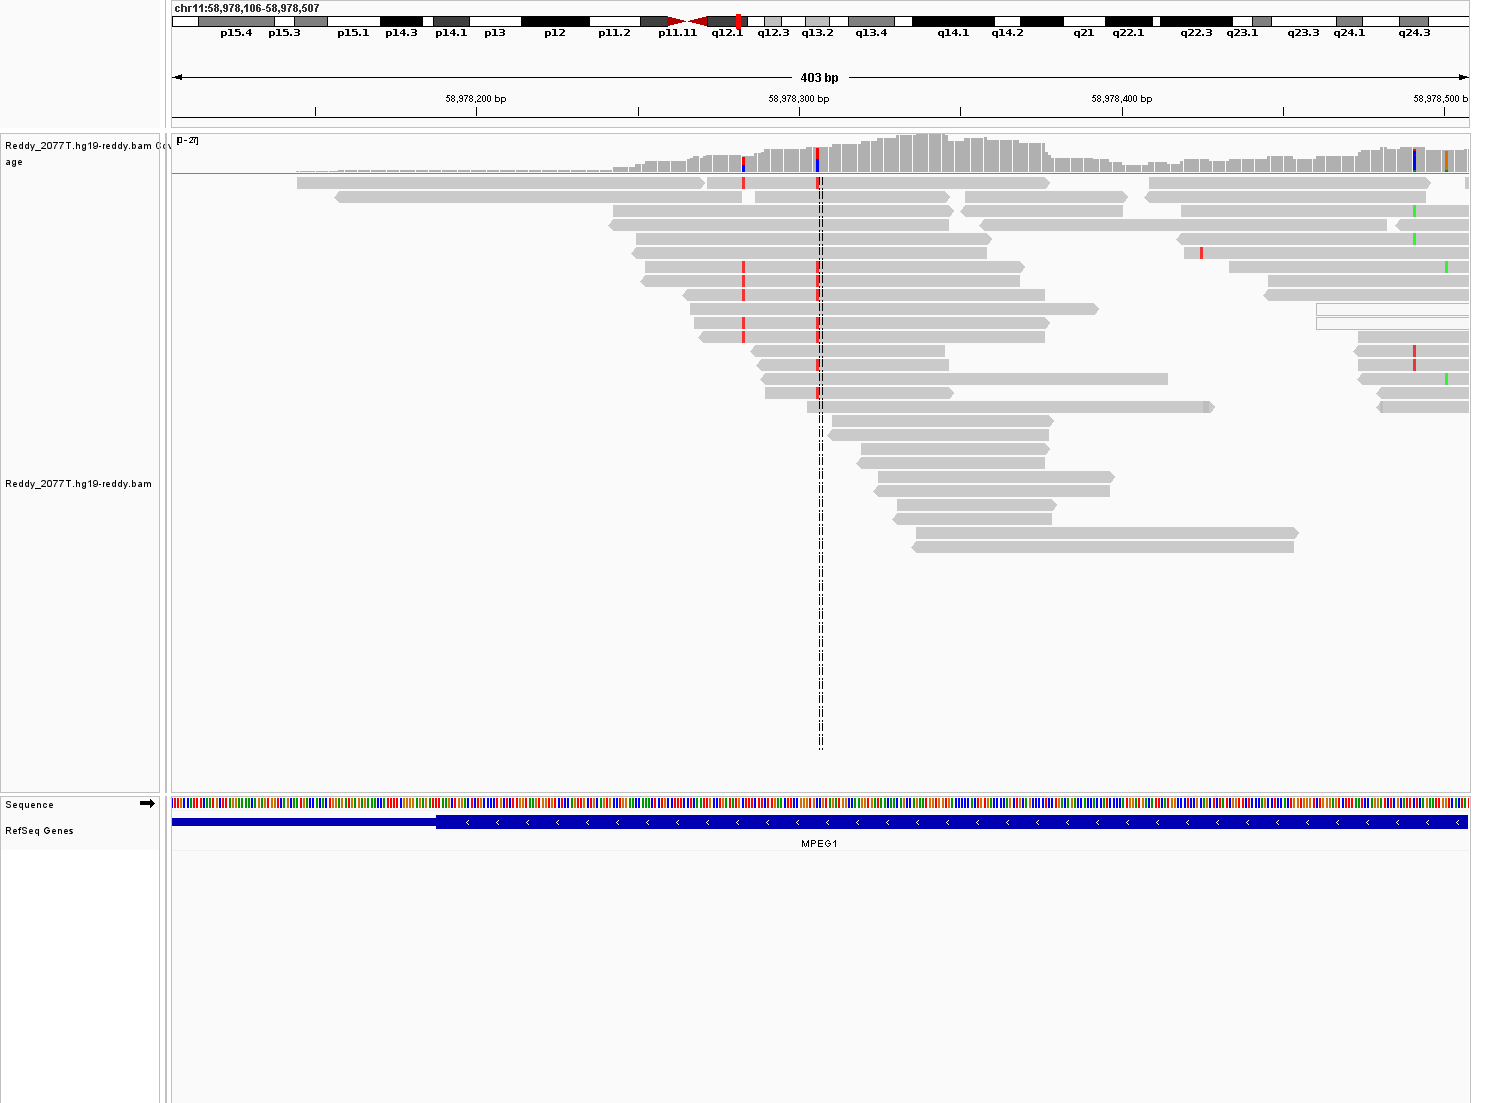 chr11:58,978,106-58,978,507
p15.4 p15.3 p15.1 p14.3 p14.1 p13 p12 p11.2 p11.11 q12.1 q12.3 q13.2 q13.4 q14.1 q14.2 q21 q22.1 q22.3 q23.1 q23.3 q24.1 q24.3
403 bp
58,978,200 bp 58,978,300 bp 58,978,400 bp 58,978,500 b
[0 - 27]
Reddy_2077T.hg19-reddy.bam Cov
age
Reddy_2077T.hg19-reddy.bam
Sequence
RefSeq Genes
MPEG1